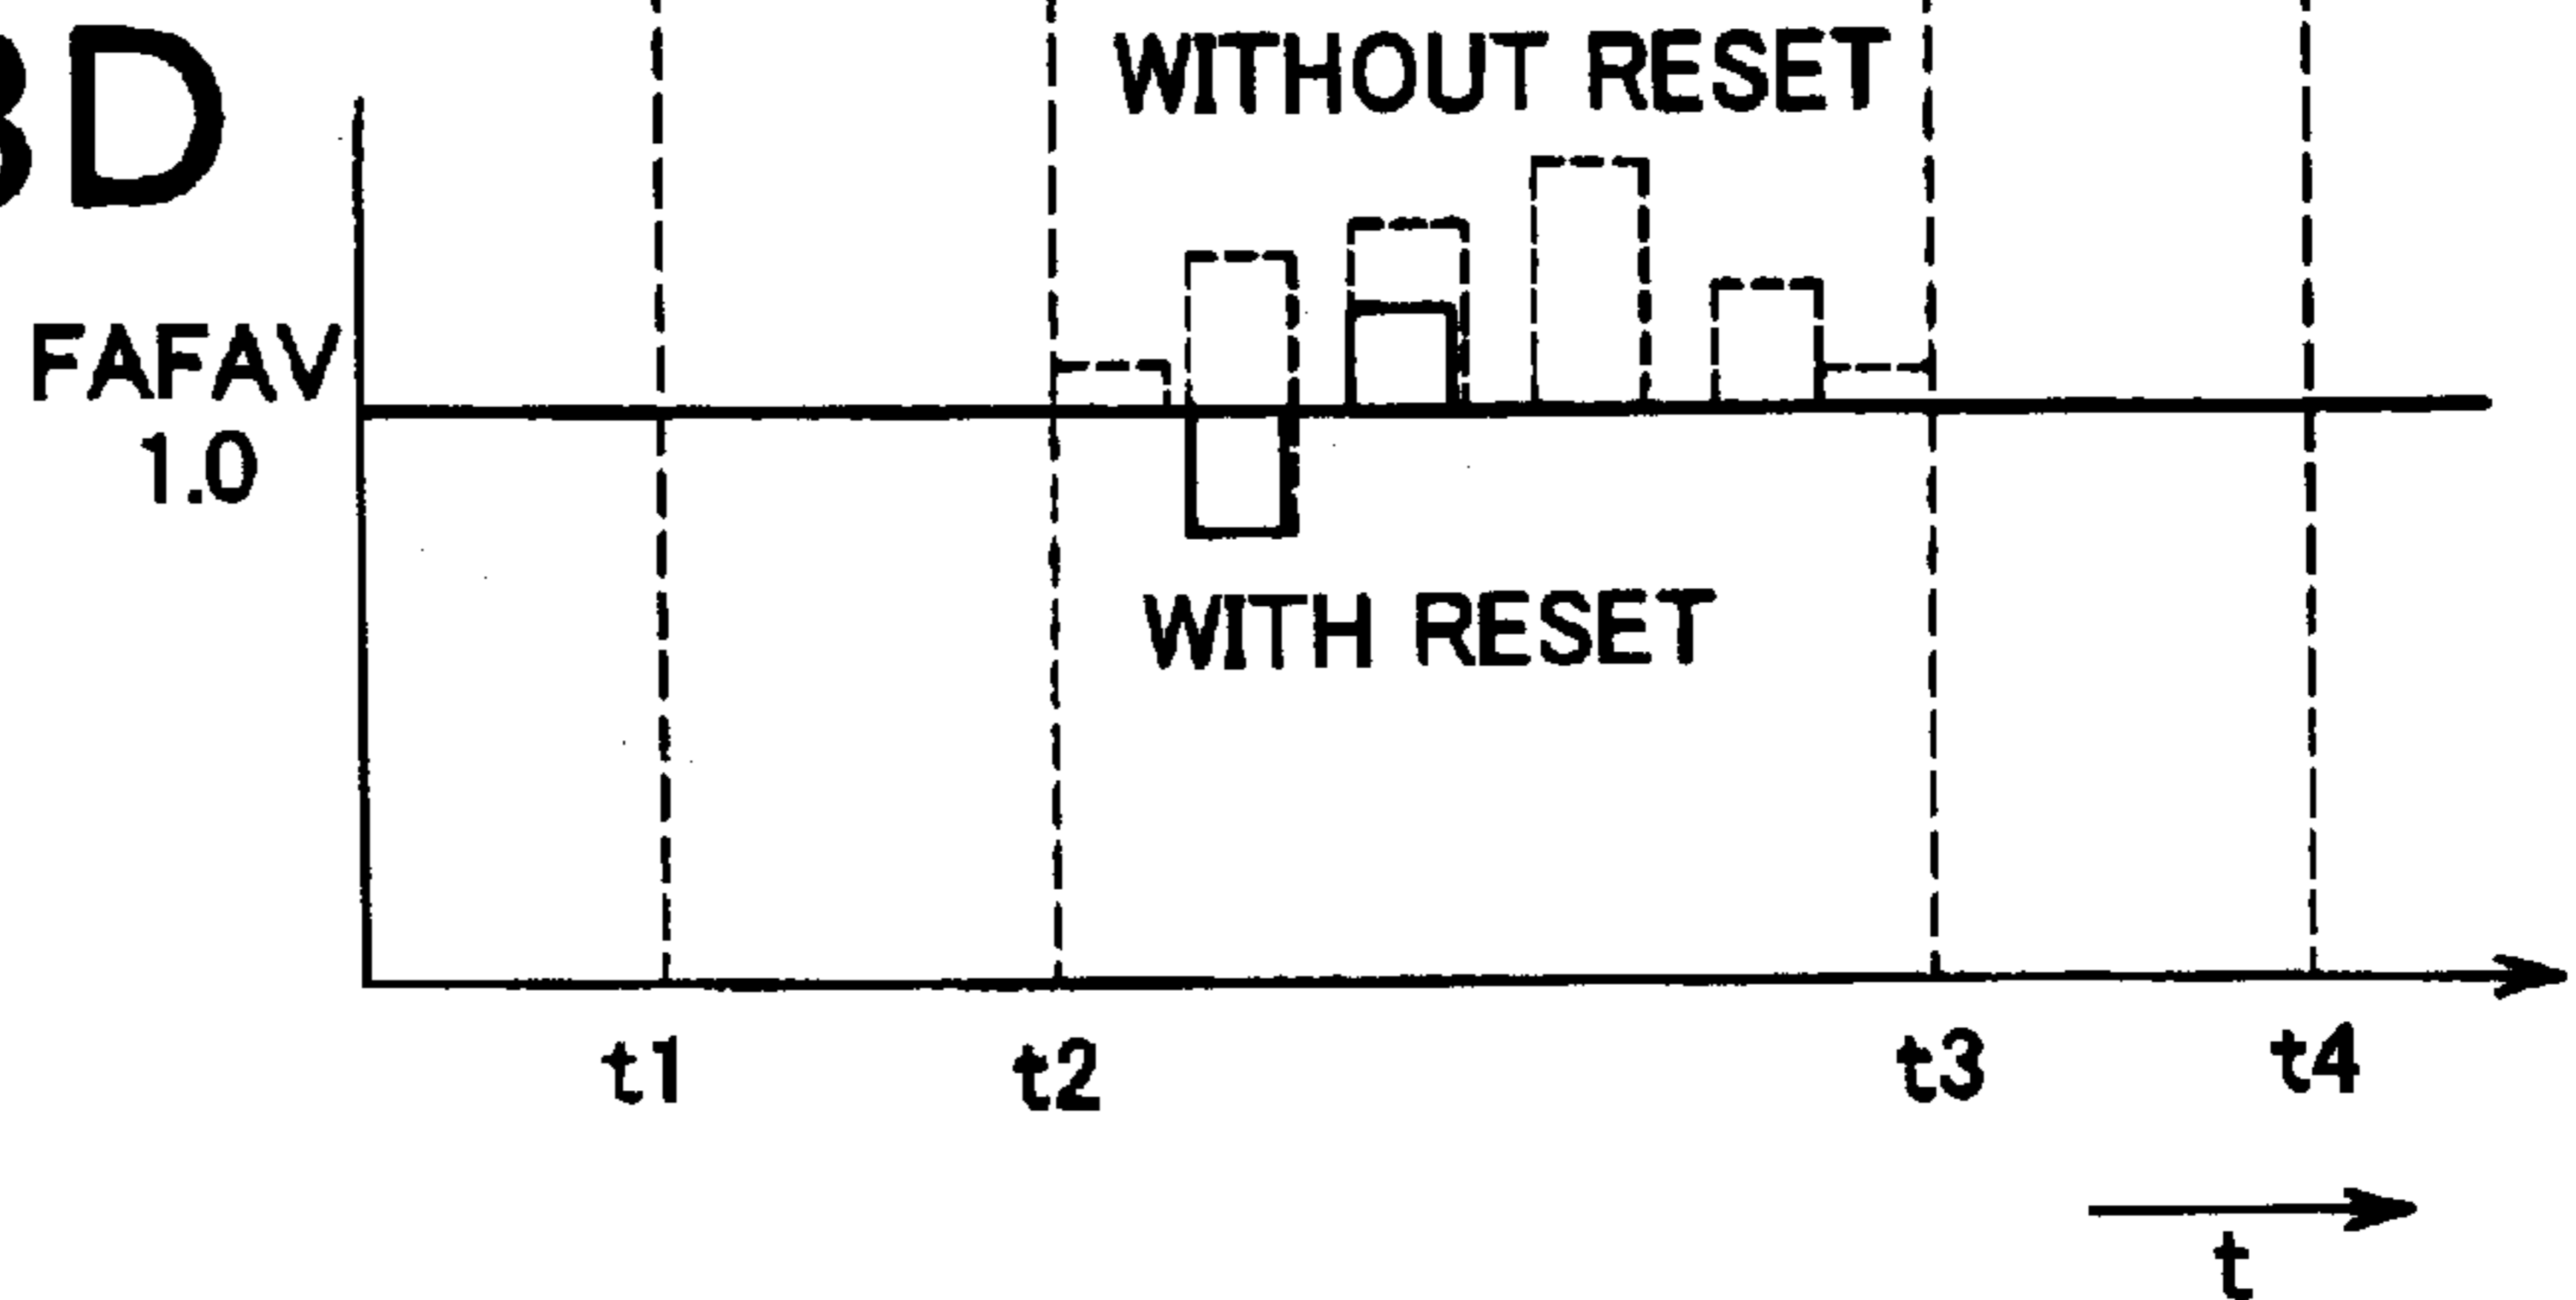 3D
WITHOUT RESET
FAFAV
1.0
WITH RESET
t1 t2 t3 t4
t